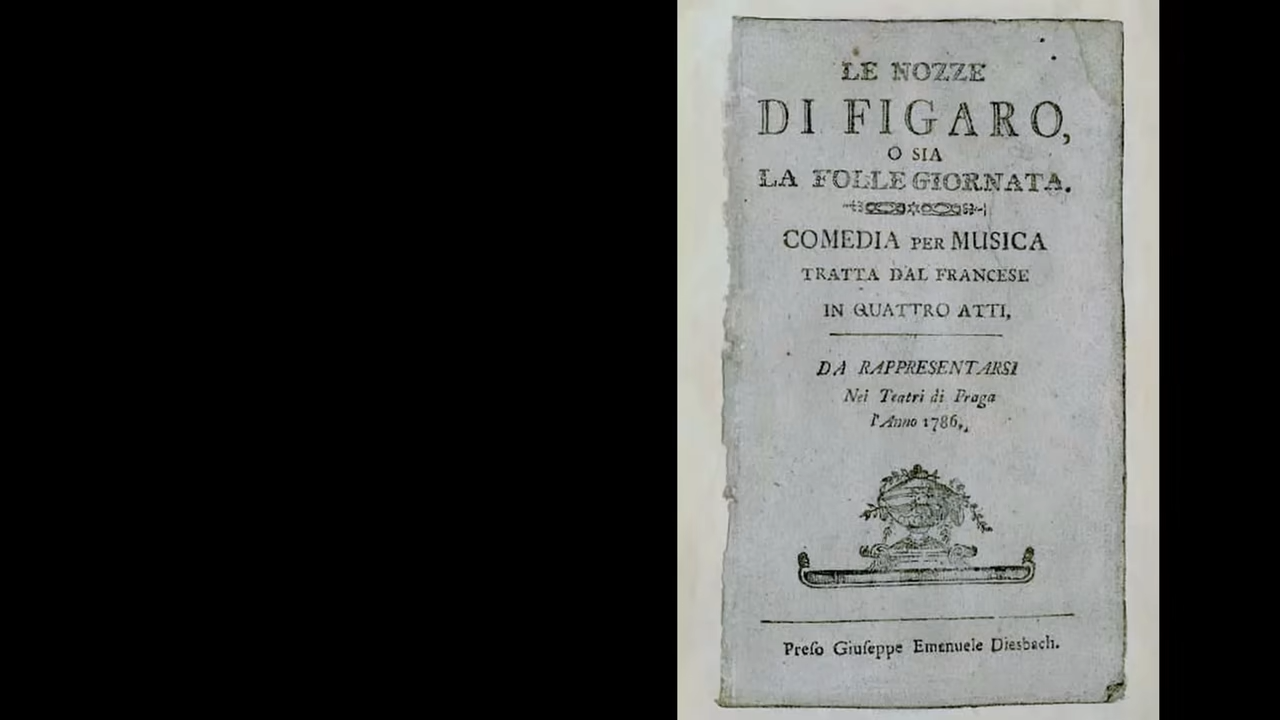 LE NOZZE
DI FIGARO,
O SIA
LA FOLLE GIORNATA.
COMEDIA PER MUSICA
TRATTA DAL FRANCESE
IN QUATTRO ATTI,
DA RAPPRESENTARSI
Nei Teatri di Praga
l'Anno 1786.
Preſo Giuſeppe Emanuele Diesbach.